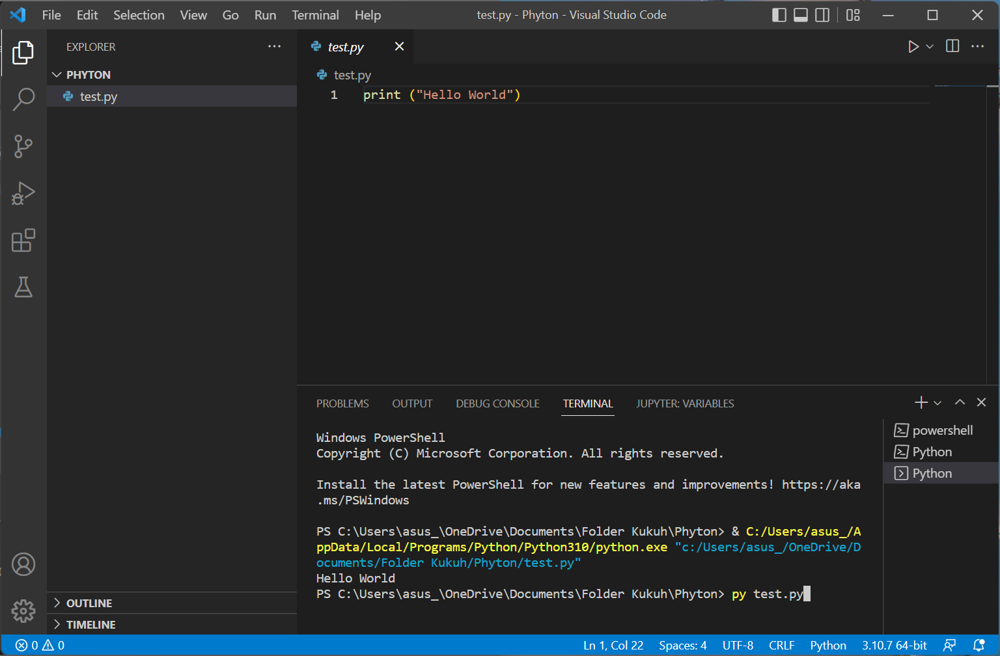 File Edit Selection View Go Run Terminal Help test.py - Phyton - Visual Studio Code
EXPLORER
PHYTON
test.py
OUTLINE
TIMELINE
test.py
test.py
1 print ("Hello World")
PROBLEMS OUTPUT DEBUG CONSOLE TERMINAL JUPYTER: VARIABLES
Windows PowerShell
Copyright (C) Microsoft Corporation. All rights reserved.
Install the latest PowerShell for new features and improvements! https://aka
.ms/PSWindows
PS C:\Users\asus_\OneDrive\Documents\Folder Kukuh\Phyton> & C:/Users/asus_/A
ppData/Local/Programs/Python/Python310/python.exe "c:/Users/asus_/OneDrive/D
ocuments/Folder Kukuh/Phyton/test.py"
Hello World
PS C:\Users\asus_\OneDrive\Documents\Folder Kukuh\Phyton> py test.py
powershell
Python
Python
0 0 Ln 1, Col 22 Spaces: 4 UTF-8 CRLF Python 3.10.7 64-bit